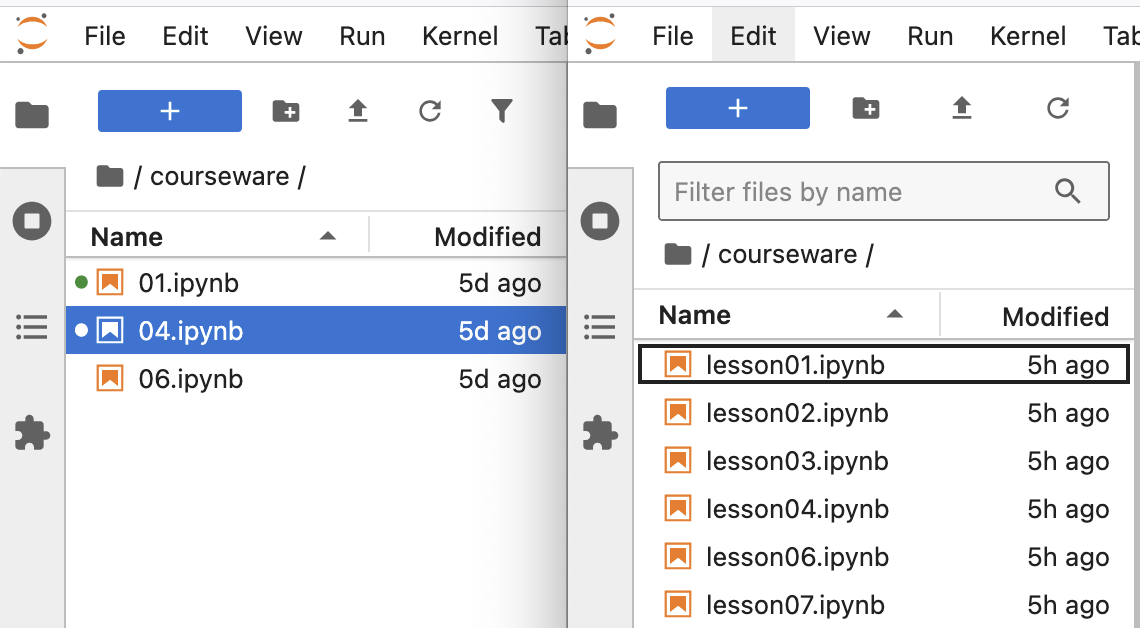 File Edit View Run Kernel Tab
+
/ courseware /
Name Modified
01.ipynb 5d ago
04.ipynb 5d ago
06.ipynb 5d ago
File Edit View Run Kernel Tab
+
Filter files by name
/ courseware /
Name Modified
lesson01.ipynb 5h ago
lesson02.ipynb 5h ago
lesson03.ipynb 5h ago
lesson04.ipynb 5h ago
lesson06.ipynb 5h ago
lesson07.ipynb 5h ago